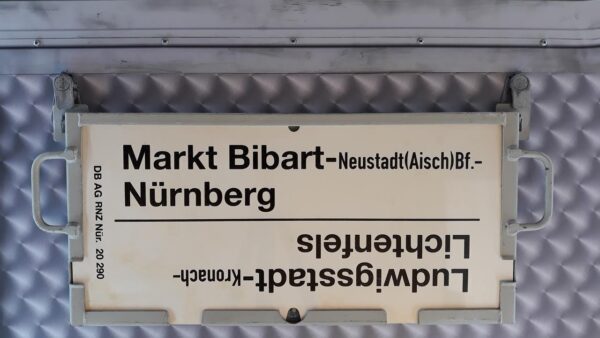 Markt Bibart-Neustadt(Aisch)Bf.-
Nürnberg
Ludwigsstadt-Kronach-
Lichtenfels
DB AG RNZ Nür. 20 290